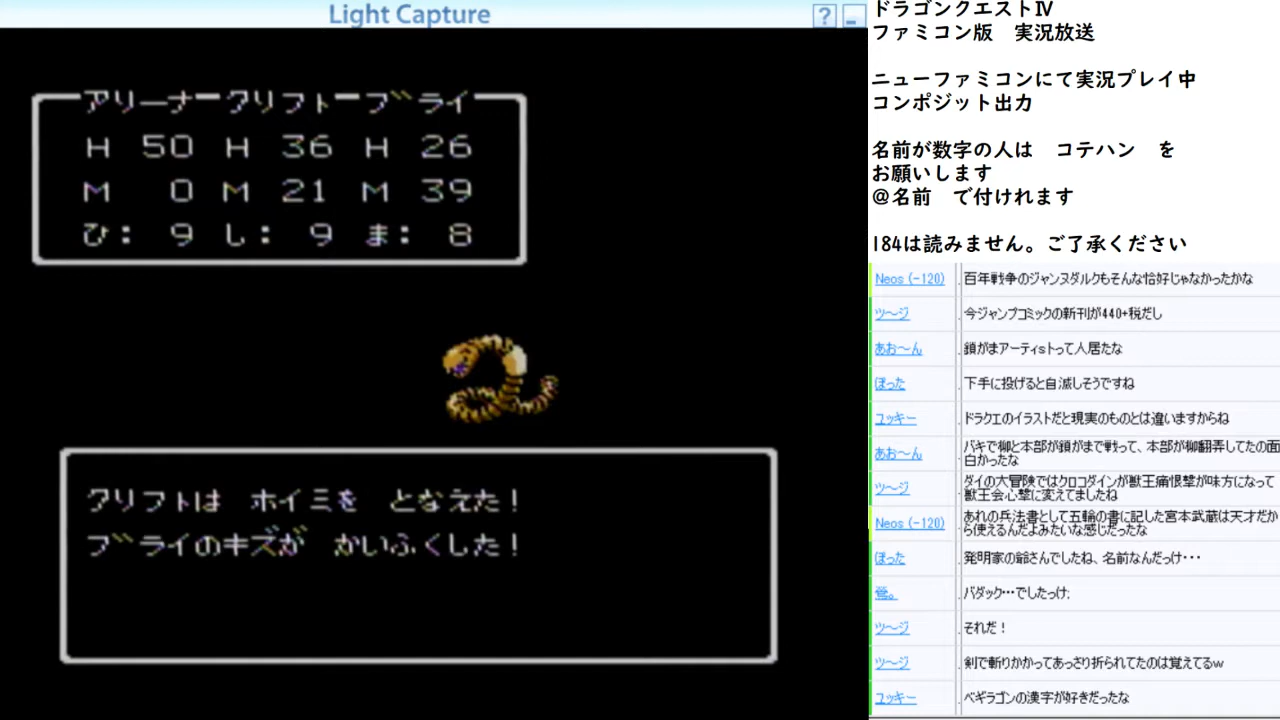 Light Capture
アリーナ クリフト ブライ
H 50 H 36 H 26
M 0 M 21 M 39
ひ: 9 し: 9 ま: 8
クリフトは ホイミを となえた！
ブライのキズが かいふくした！
ドラゴンクエストⅣ
ファミコン版　実況放送
ニューファミコンにて実況プレイ中
コンポジット出力
名前が数字の人は　コテハン　を
お願いします
＠名前　で付けれます
184は読みません。ご了承ください
Neos (-120) 百年戦争のジャンヌダルクもそんな恰好じゃなかったかな
ツ～ジ 今ジャンプコミックの新刊が440+税だし
あお～ん 鎖がまアーティsトって人居たな
ぼった 下手に投げると自滅しそうですね
ユッキー ドラクエのイラストだと現実のものとは違いますからね
あお～ん バキで柳と本部が鎖がまで戦って、本部が柳翻弄してたの面
白かったな
ツ～ジ ダイの大冒険ではクロコダインが獣王痛恨撃が味方になって
獣王会心撃に変えてましたね
Neos (-120) あれの兵法書として五輪の書に記した宮本武蔵は天才だか
ら使えるんだよみたいな感じだったな
ぼった 発明家の爺さんでしたね、名前なんだっけ・・・
バダック…でしたっけ;
ツ～ジ それだ！
ツ～ジ 剣で斬りかかってあっさり折られてたのは覚えてるw
ユッキー ベギラゴンの漢字が好きだったな